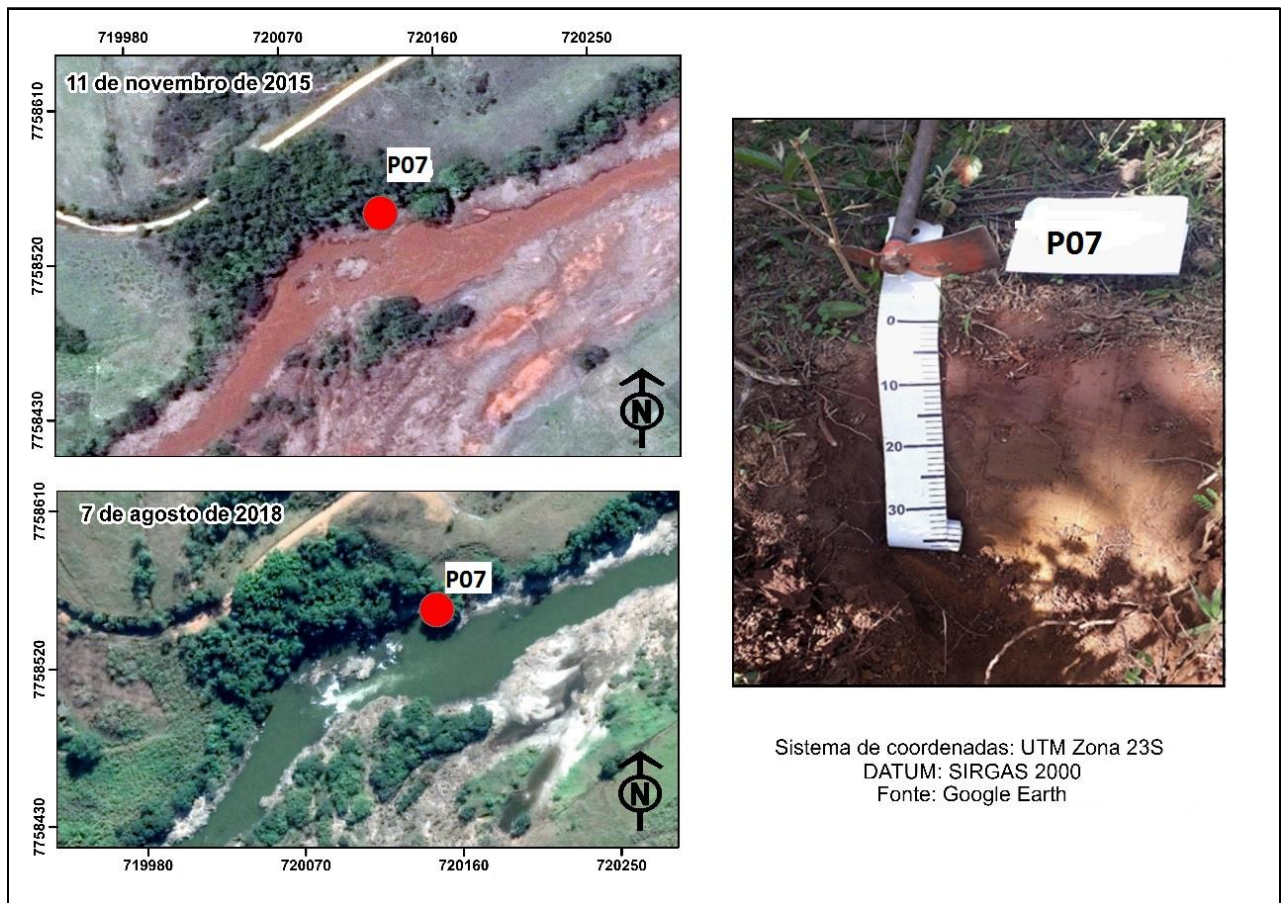 719980 720070 720160 720250
11 de novembro de 2015
7758610
P07
7758520
7758430
N
7 de agosto de 2018
7758610
P07
7758520
7758430
N
719980 720070 720160 720250
P07
0
10
20
30
Sistema de coordenadas: UTM Zona 23S
DATUM: SIRGAS 2000
Fonte: Google Earth